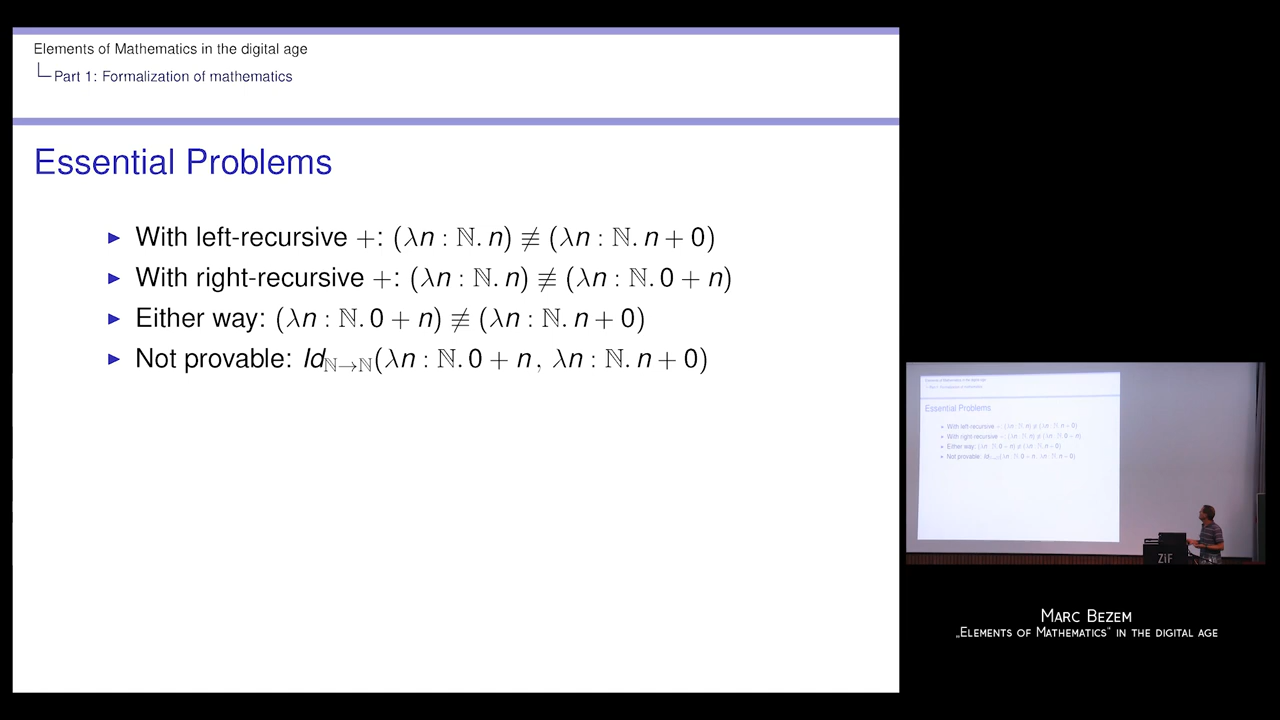 Elements of Mathematics in the digital age
Part 1: Formalization of mathematics
Essential Problems
▶ With left-recursive +: (λn : ℕ. n) ≢ (λn : ℕ. n + 0)
▶ With right-recursive +: (λn : ℕ. n) ≢ (λn : ℕ. 0 + n)
▶ Either way: (λn : ℕ. 0 + n) ≢ (λn : ℕ. n + 0)
▶ Not provable: Id_{ℕ→ℕ}(λn : ℕ. 0 + n , λn : ℕ. n + 0)
Essential Problems
ZiF
MARC BEZEM
„ELEMENTS OF MATHEMATICS“ IN THE DIGITAL AGE